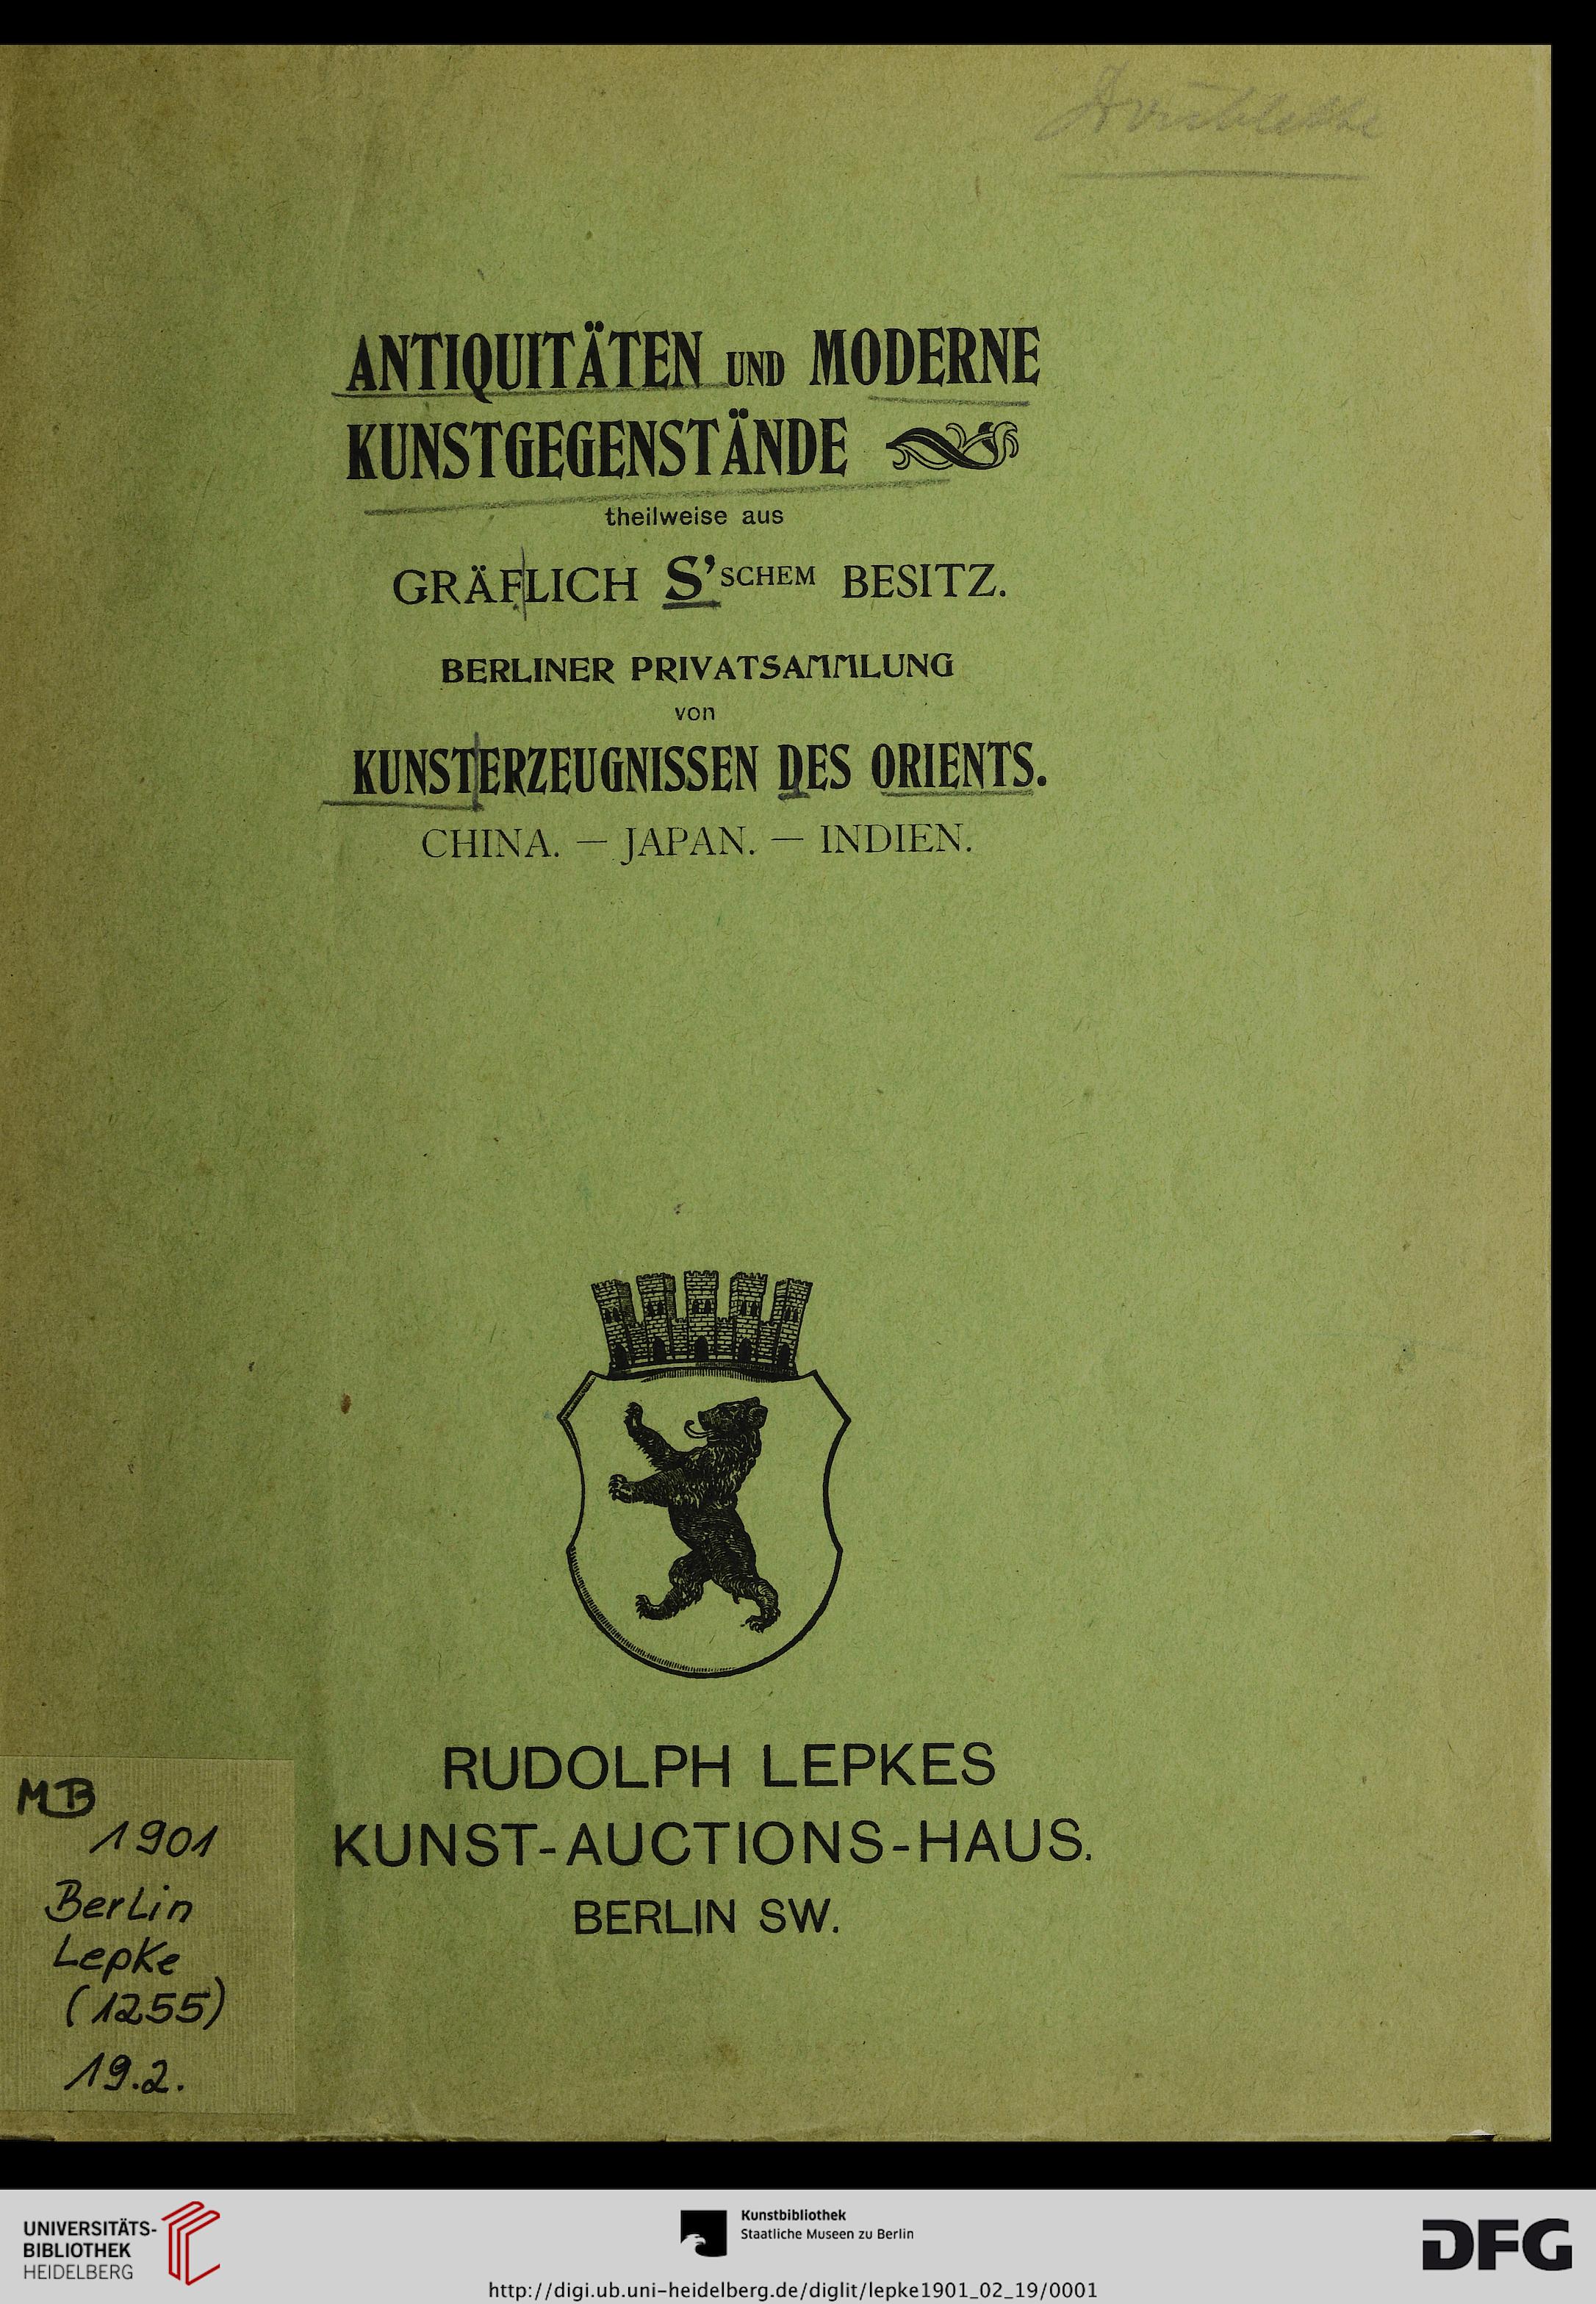 ANTIQUITÄTEN UND MODERNE
KUNSTGEGENSTÄNDE
theilweise aus
GRÄFLICH S'SCHEM BESITZ.
BERLINER PRIVATSAMMLUNG
von
KUNSTERZEUGNISSEN DES ORIENTS.
CHINA. — JAPAN. — INDIEN.
RUDOLPH LEPKES
KUNST-AUCTIONS-HAUS.
BERLIN SW.
MB
1901
Berlin
Lepke
(1255)
19.2.
UNIVERSITÄTS-
BIBLIOTHEK
HEIDELBERG
Kunstbibliothek
Staatliche Museen zu Berlin
DFG
http://digi.ub.uni-heidelberg.de/diglit/lepke1901_02_19/0001